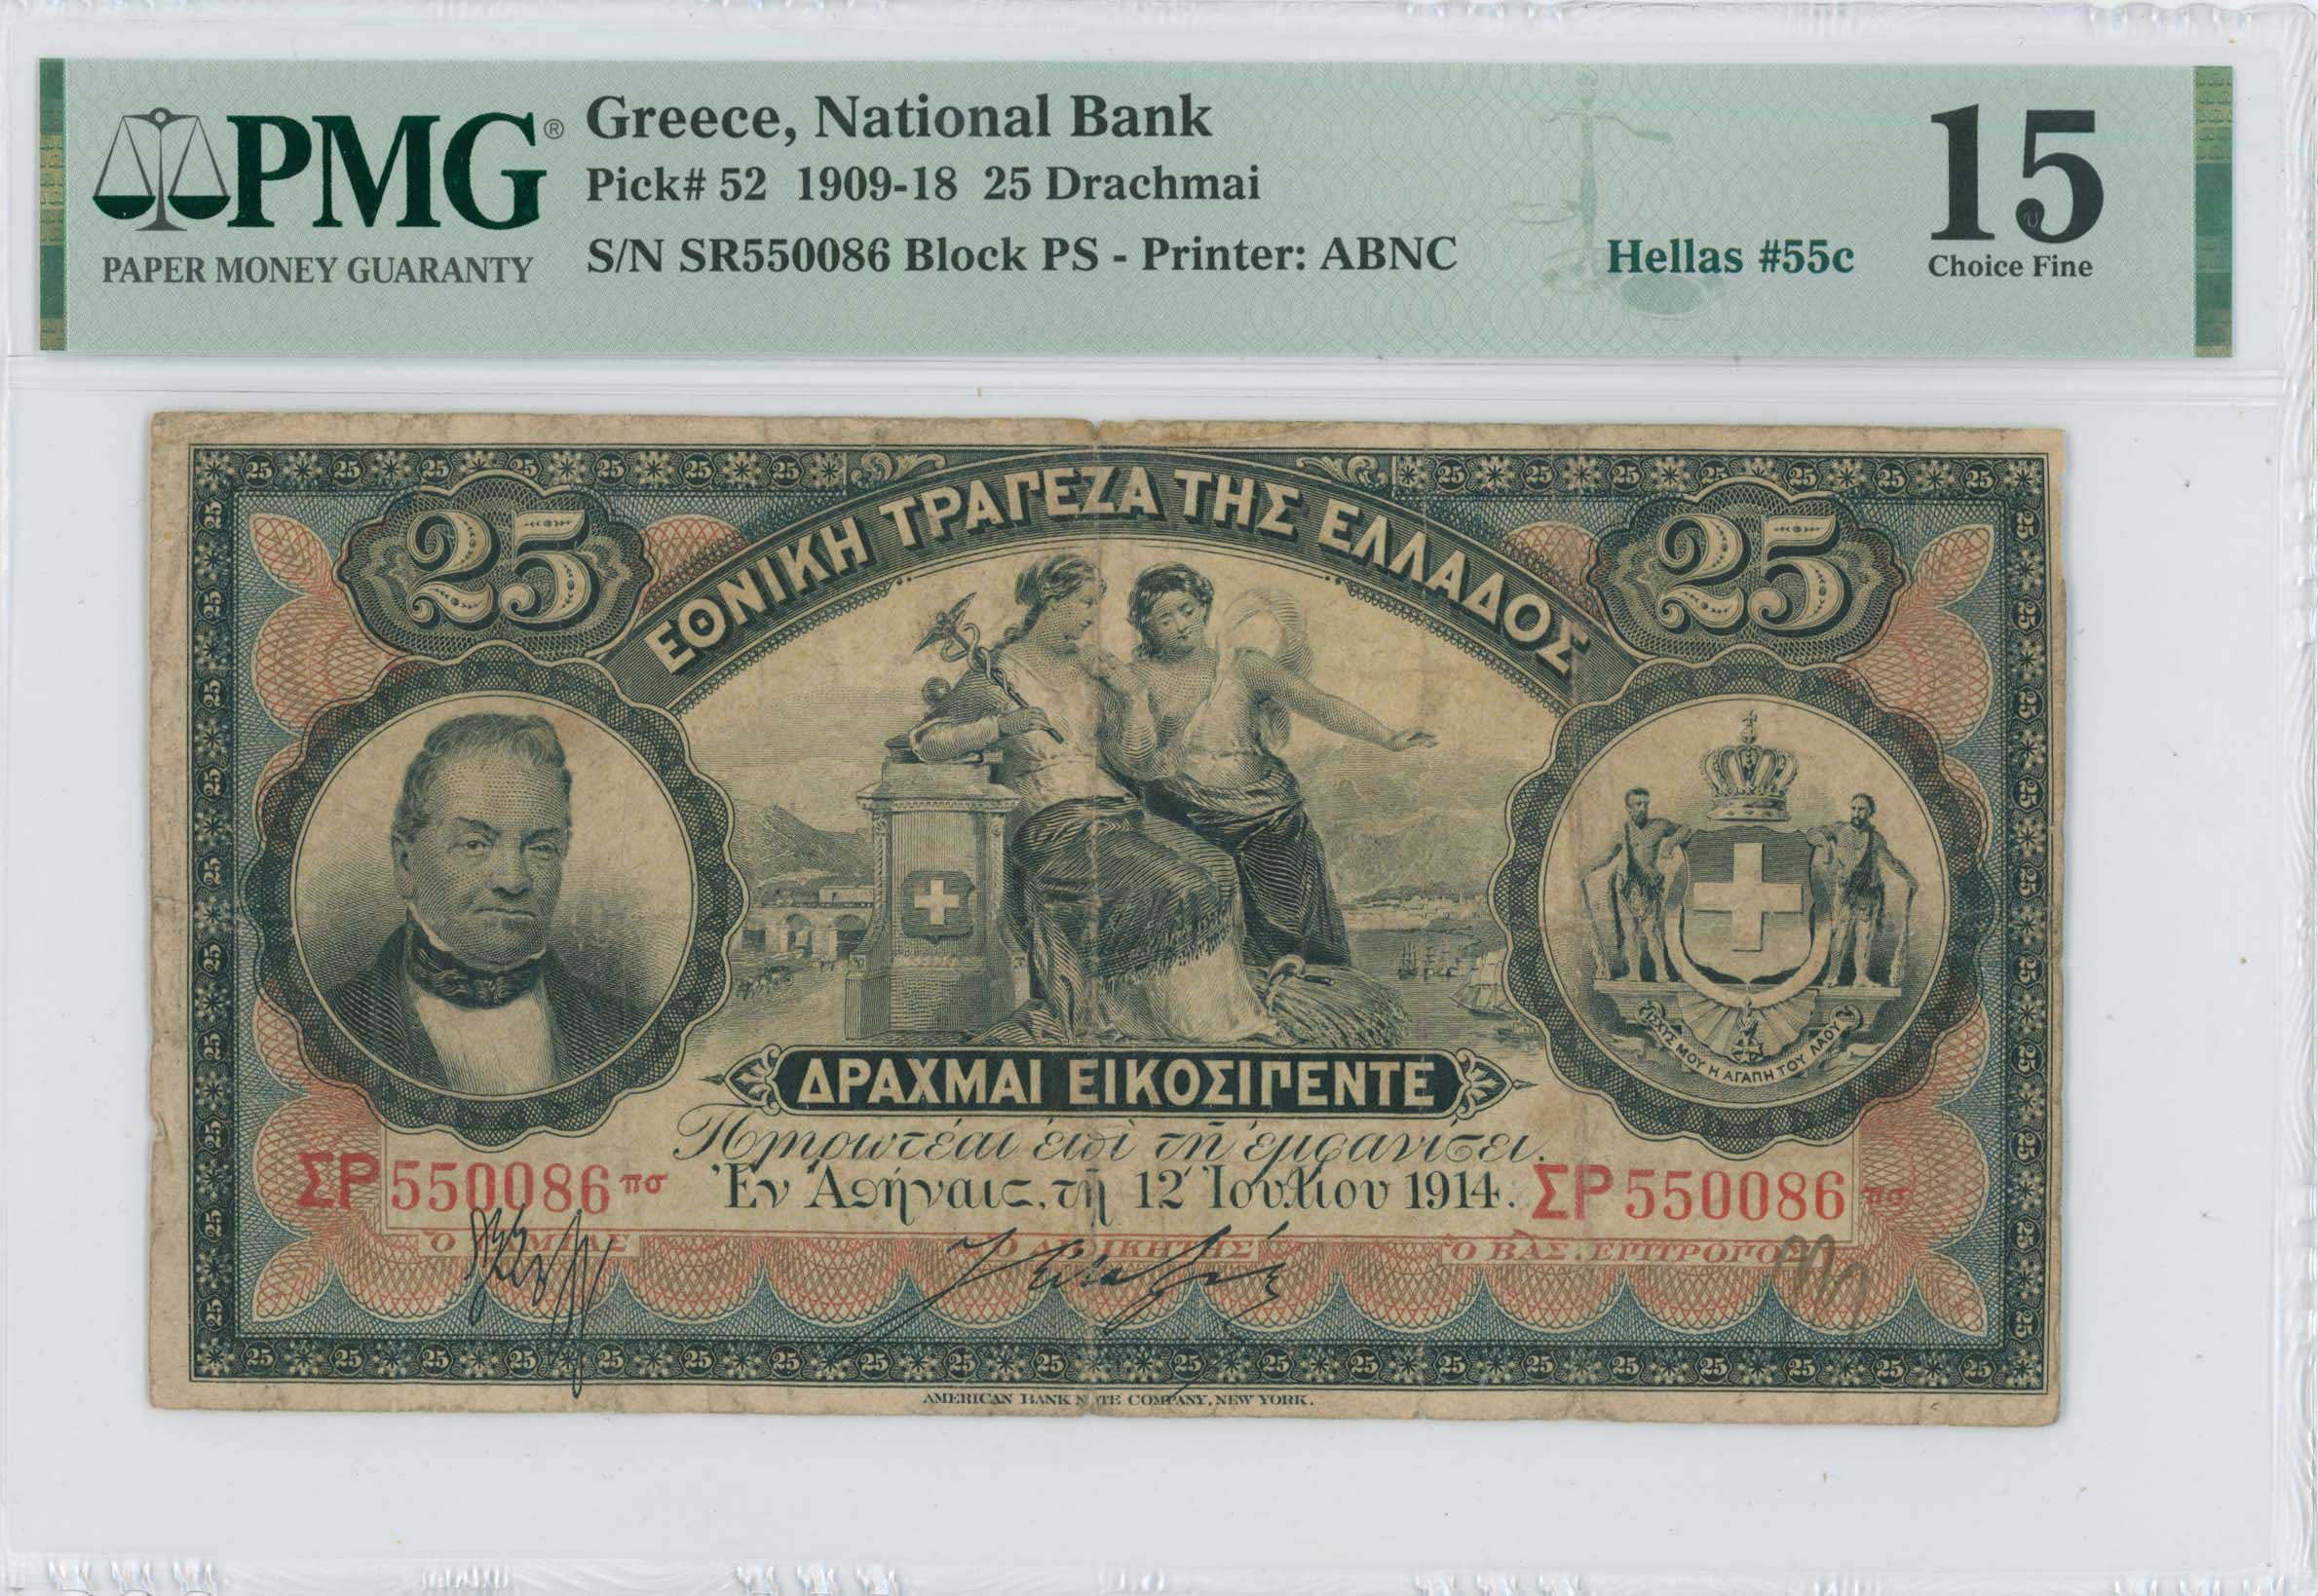 PMG®
PAPER MONEY GUARANTY
Greece, National Bank
Pick# 52 1909-18 25 Drachmai
S/N SR550086 Block PS - Printer: ABNC
Hellas #55c
15
Choice Fine
25
25
ΕΘΝΙΚΗ ΤΡΑΠΕΖΑ ΤΗΣ ΕΛΛΑΔΟΣ
ΙΣΧΥΣ ΜΟΥ Η ΑΓΑΠΗ ΤΟΥ ΛΑΟΥ
ΔΡΑΧΜΑΙ ΕΙΚΟΣΙΠΕΝΤΕ
Πληρωτέαι ἐπὶ τῇ ἐμφανίσει.
Ἐν Ἀθήναις, τῇ 12 Ἰουλίου 1914.
ΣΡ 550086 πσ
ΣΡ 550086 πσ
Ὁ ΤΑΜΙΑΣ
Ὁ ΔΙΟΙΚΗΤΗΣ
Ὁ ΒΑΣ. ΕΠΙΤΡΟΠΟΣ
AMERICAN BANK NOTE COMPANY, NEW YORK.